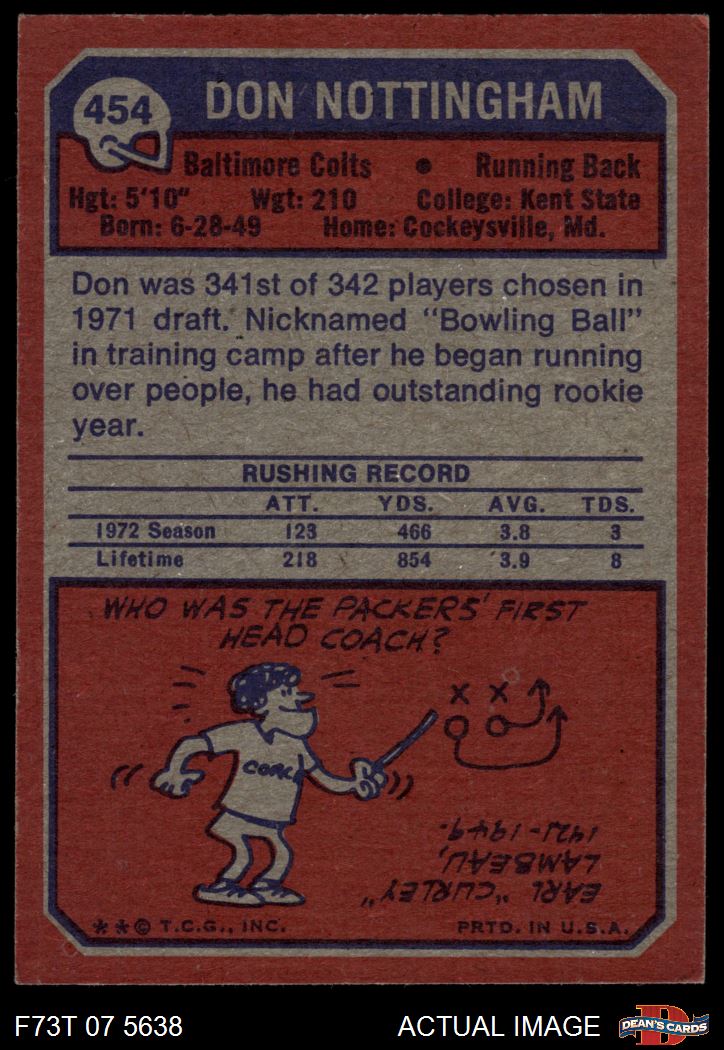 454
DON NOTTINGHAM
Baltimore Colts • Running Back
Hgt: 5'10" Wgt: 210 College: Kent State
Born: 6-28-49 Home: Cockeysville, Md.
Don was 341st of 342 players chosen in
1971 draft. Nicknamed "Bowling Ball"
in training camp after he began running
over people, he had outstanding rookie
year.
RUSHING RECORD
ATT. YDS. AVG. TDS.
1972 Season 123 466 3.8 3
Lifetime 218 854 3.9 8
WHO WAS THE PACKERS' FIRST
HEAD COACH?
X X
COACH
EARL "CURLEY"
LAMBEAU,
1921-1949.
**© T.C.G., INC. PRTD. IN U.S.A.
F73T 07 5638 ACTUAL IMAGE
D
DEAN'S CARDS